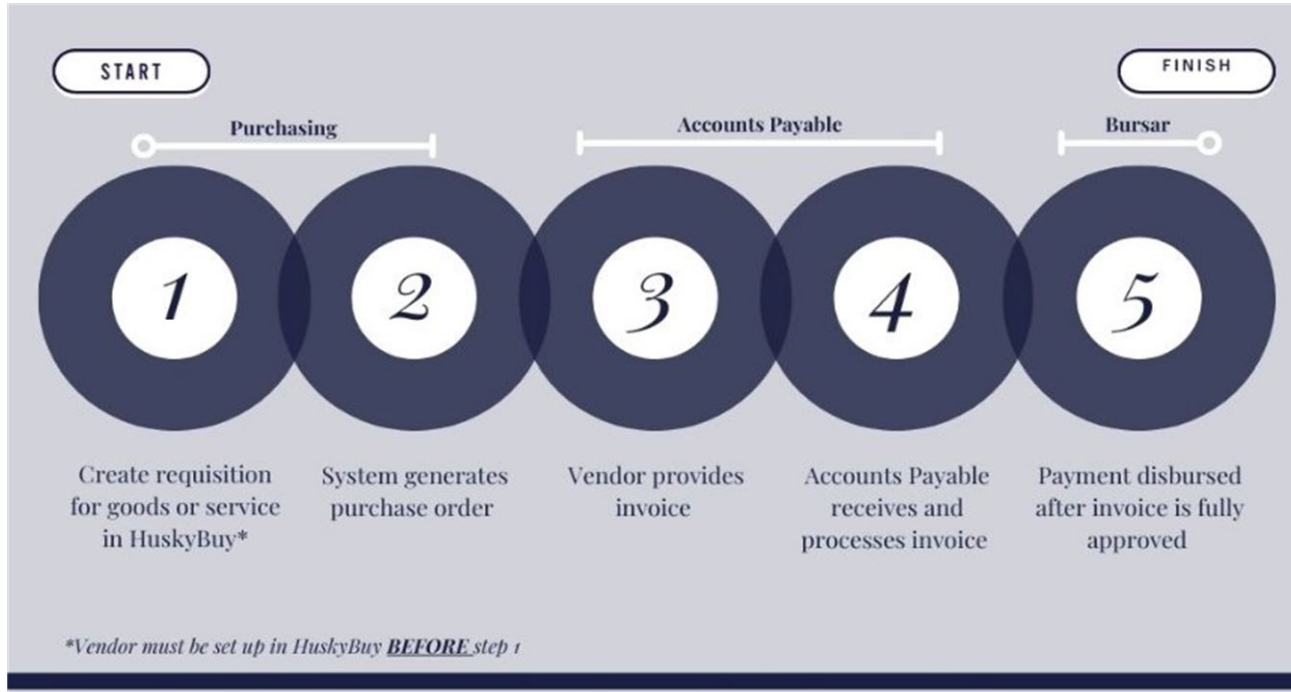 START
FINISH
Purchasing
Accounts Payable
Bursar
1
2
3
4
5
Create requisition
for goods or service
in HuskyBuy*
System generates
purchase order
Vendor provides
invoice
Accounts Payable
receives and
processes invoice
Payment disbursed
after invoice is fully
approved
*Vendor must be set up in HuskyBuy BEFORE step 1